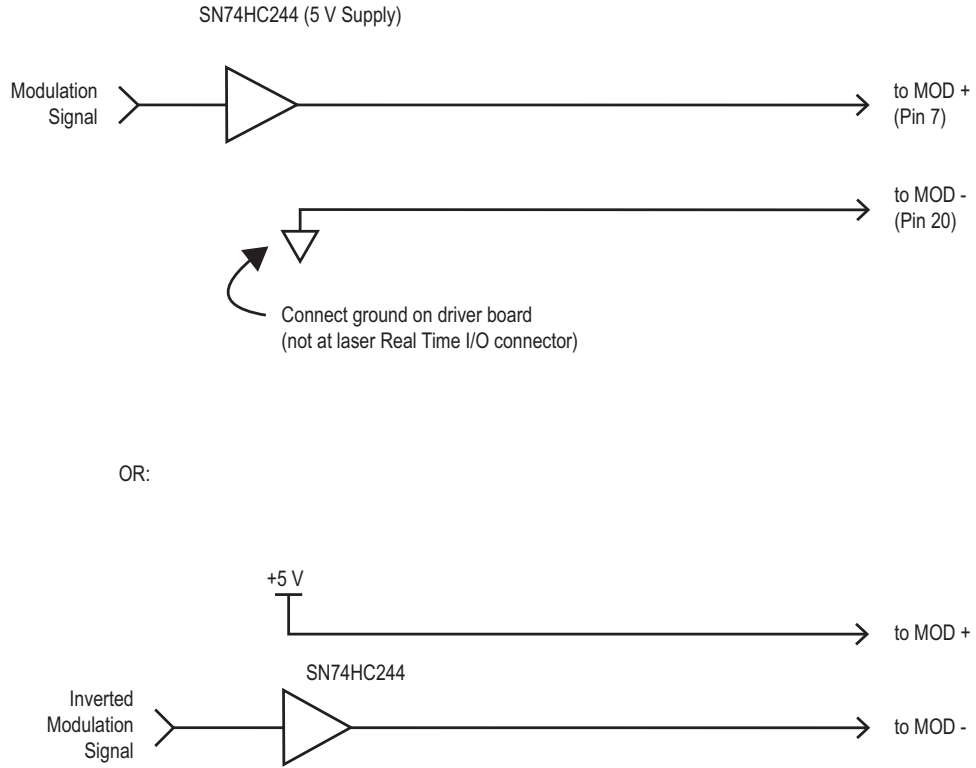 SN74HC244 (5 V Supply)
Modulation
Signal
to MOD +
(Pin 7)
to MOD -
(Pin 20)
Connect ground on driver board
(not at laser Real Time I/O connector)
OR:
+5 V
to MOD +
SN74HC244
Inverted
Modulation
Signal
to MOD -